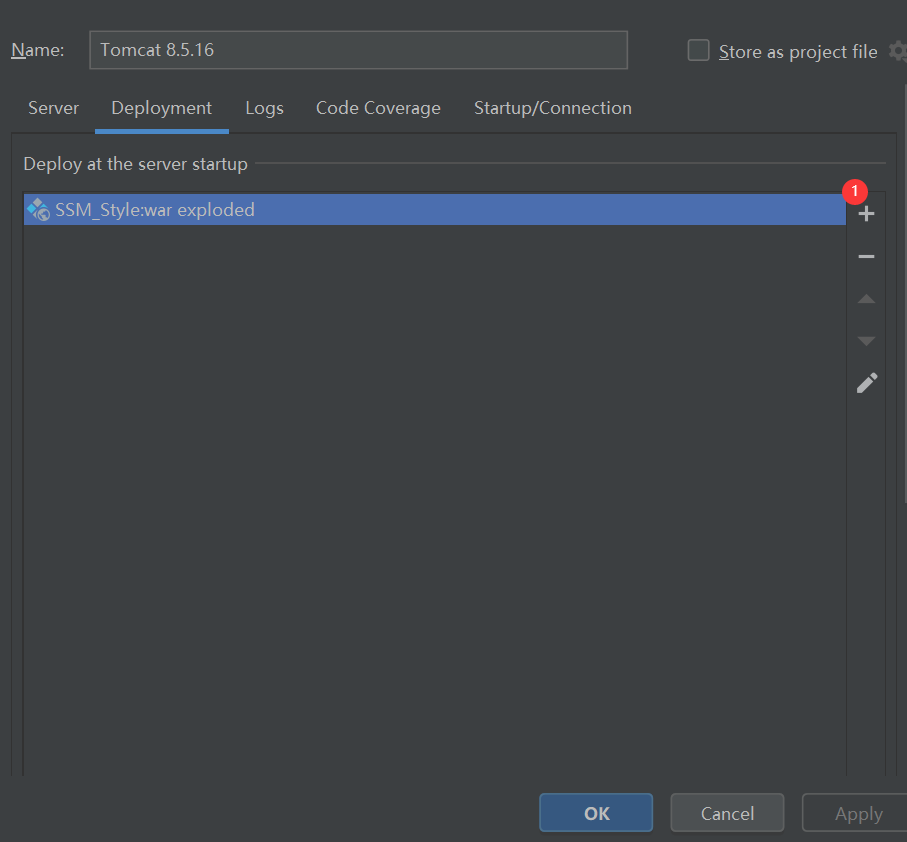 Name: Tomcat 8.5.16 Store as project file
Server Deployment Logs Code Coverage Startup/Connection
Deploy at the server startup
1
SSM_Style:war exploded
OK Cancel Apply